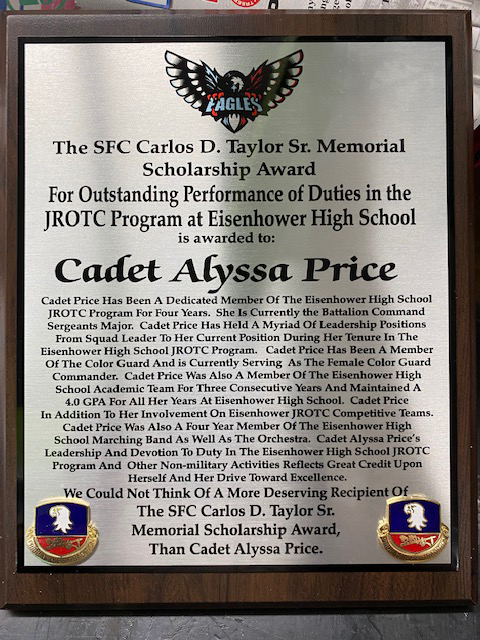 EAGLES
The SFC Carlos D. Taylor Sr. Memorial
Scholarship Award
For Outstanding Performance of Duties in the
JROTC Program at Eisenhower High School
is awarded to:
Cadet Alyssa Price
Cadet Price Has Been A Dedicated Member Of The Eisenhower High School
JROTC Program For Four Years. She Is Currently the Battalion Command
Sergeants Major. Cadet Price Has Held A Myriad Of Leadership Positions
From Squad Leader To Her Current Position During Her Tenure In The
Eisenhower High School JROTC Program. Cadet Price Has Been A Member
Of The Color Guard And is Currently Serving As The Female Color Guard
Commander. Cadet Price Was Also A Member Of The Eisenhower High
School Academic Team For Three Consecutive Years And Maintained A
4.0 GPA For All Her Years At Eisenhower High School. Cadet Price
In Addition To Her Involvement On Eisenhower JROTC Competitive Teams.
Cadet Price Was Also A Four Year Member Of The Eisenhower High
School Marching Band As Well As The Orchestra. Cadet Alyssa Price's
Leadership And Devotion To Duty In The Eisenhower High School JROTC
Program And Other Non-military Activities Reflects Great Credit Upon
Herself And Her Drive Toward Excellence.
We Could Not Think Of A More Deserving Recipient Of
The SFC Carlos D. Taylor Sr.
Memorial Scholarship Award,
Than Cadet Alyssa Price.